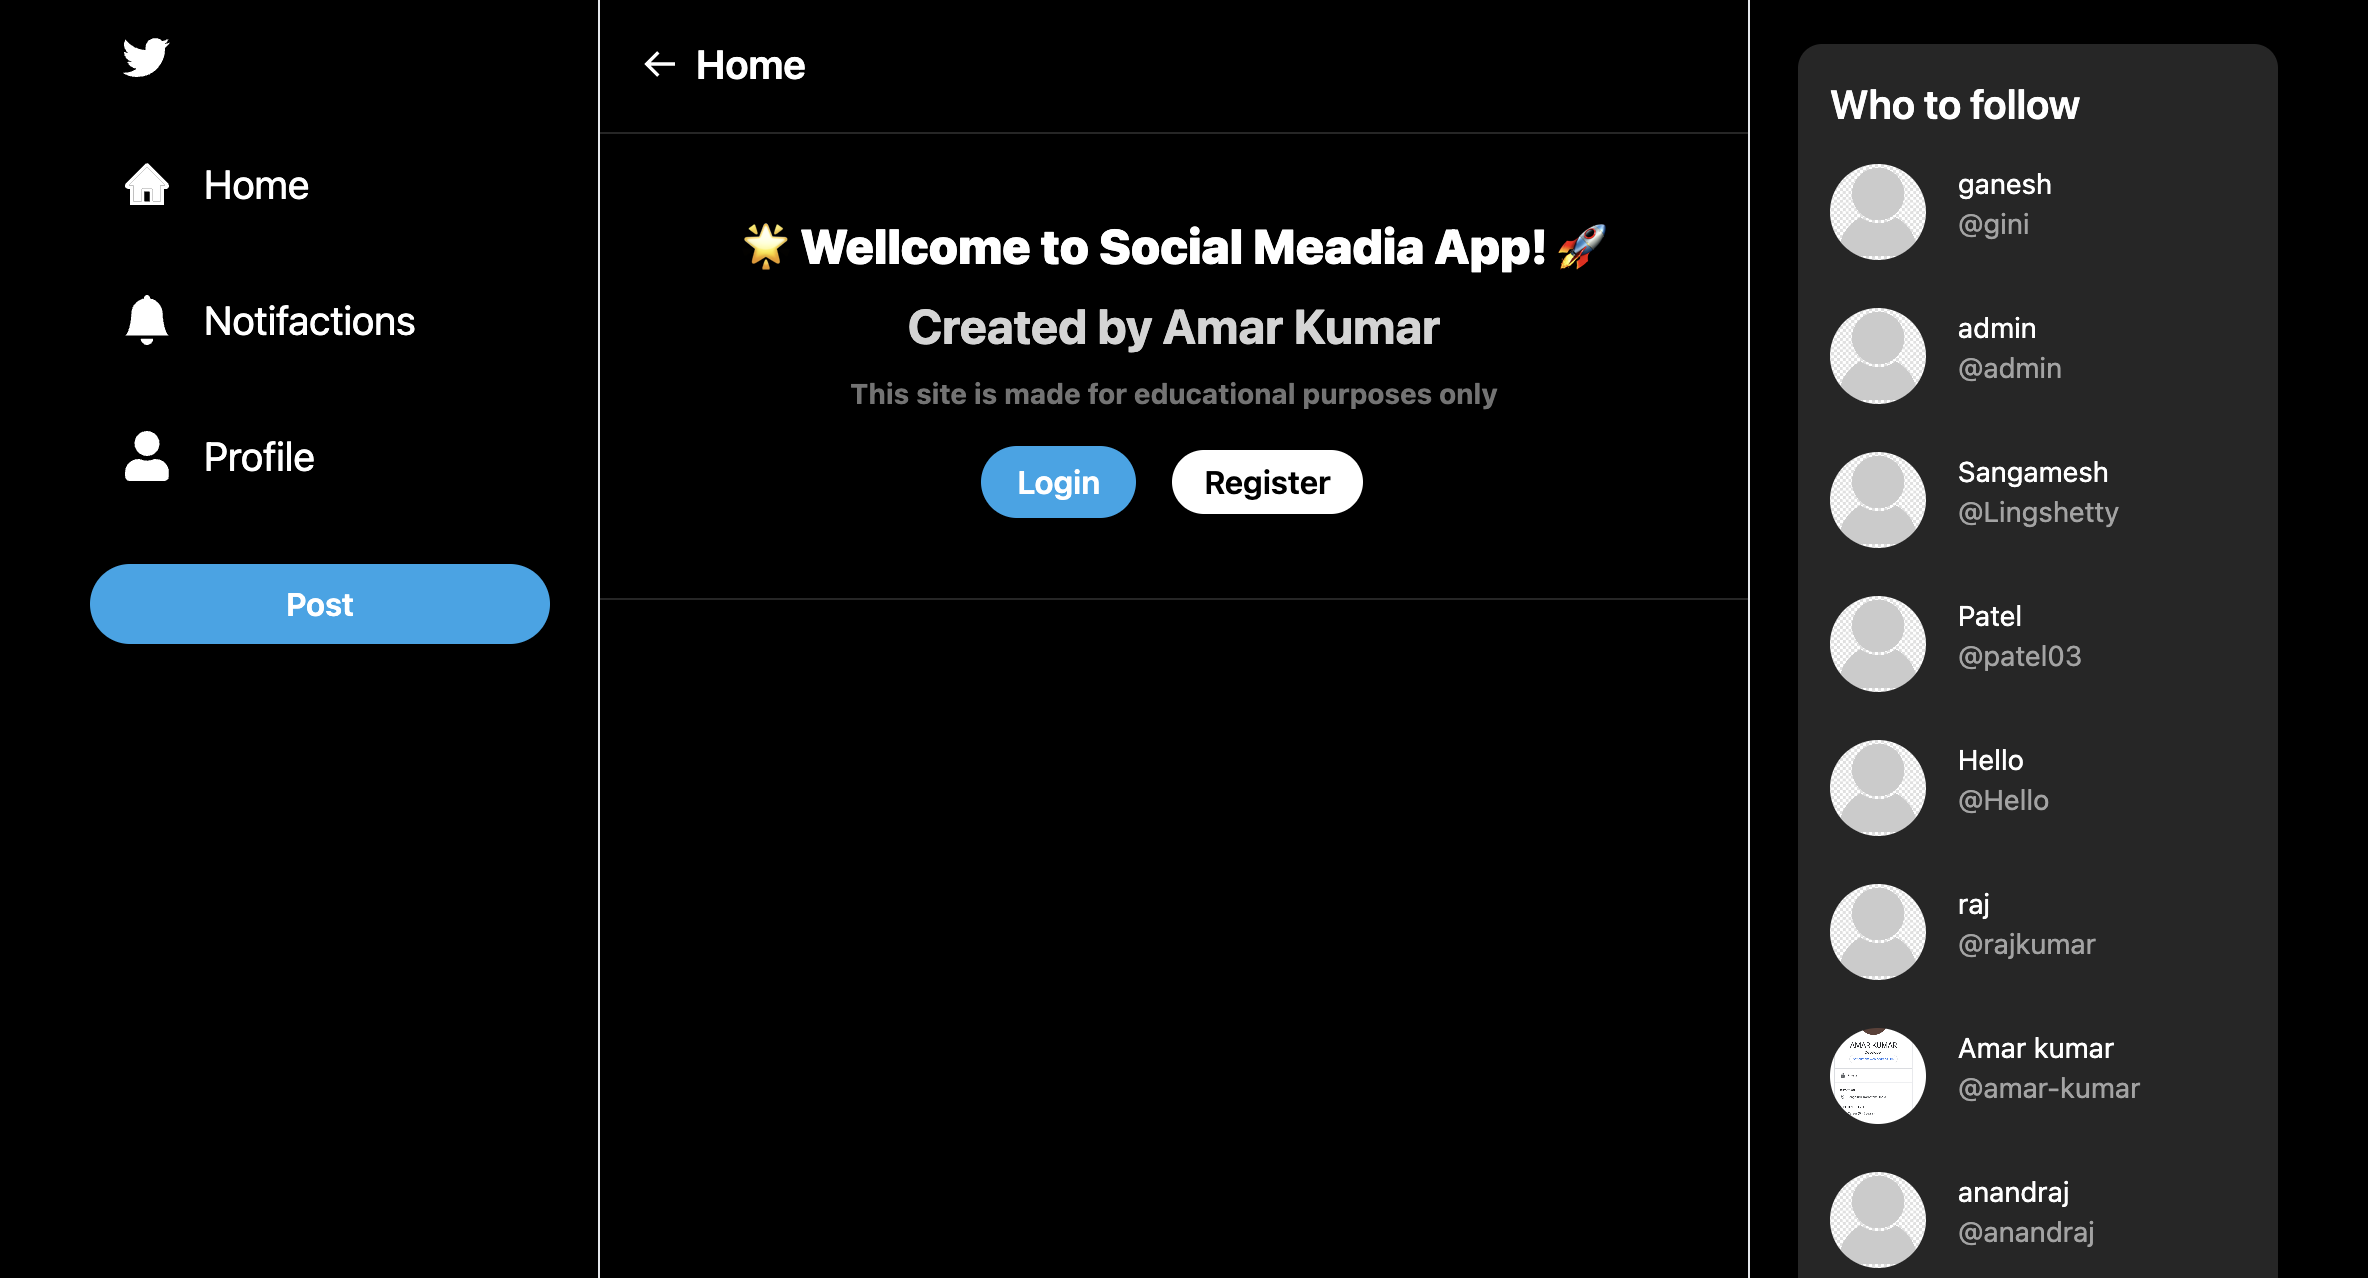 Home
Notifactions
Profile
Post
Home
Wellcome to Social Meadia App!
Created by Amar Kumar
This site is made for educational purposes only
Login
Register
Who to follow
ganesh
@gini
admin
@admin
Sangamesh
@Lingshetty
Patel
@patel03
Hello
@Hello
raj
@rajkumar
AMAR KUMAR
Amar kumar
@amar-kumar
anandraj
@anandraj